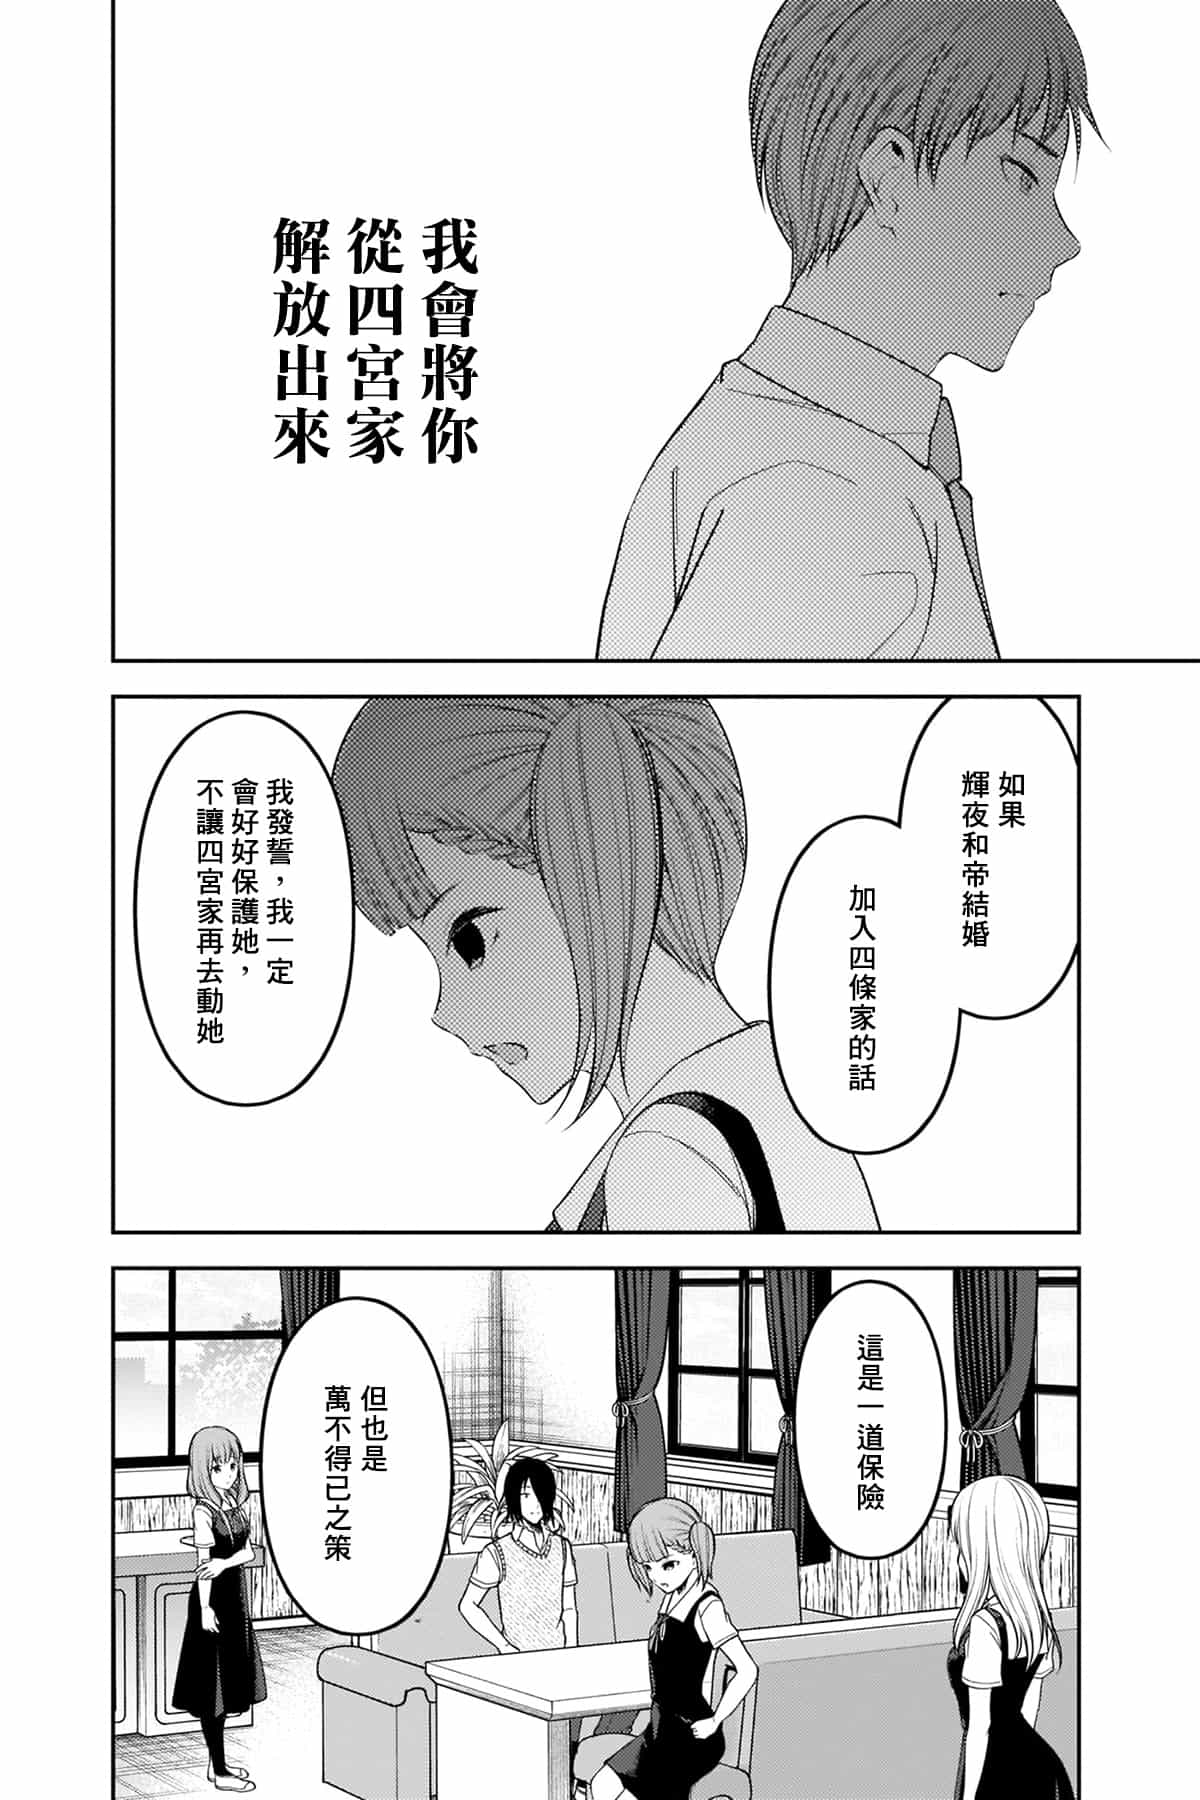 我會將你
從四宮家
解放出來
如果
輝夜和帝結婚
加入四條家的話
我發誓，我一定
會好好保護她，
不讓四宮家再去動她
這是一道保險
但也是
萬不得已之策